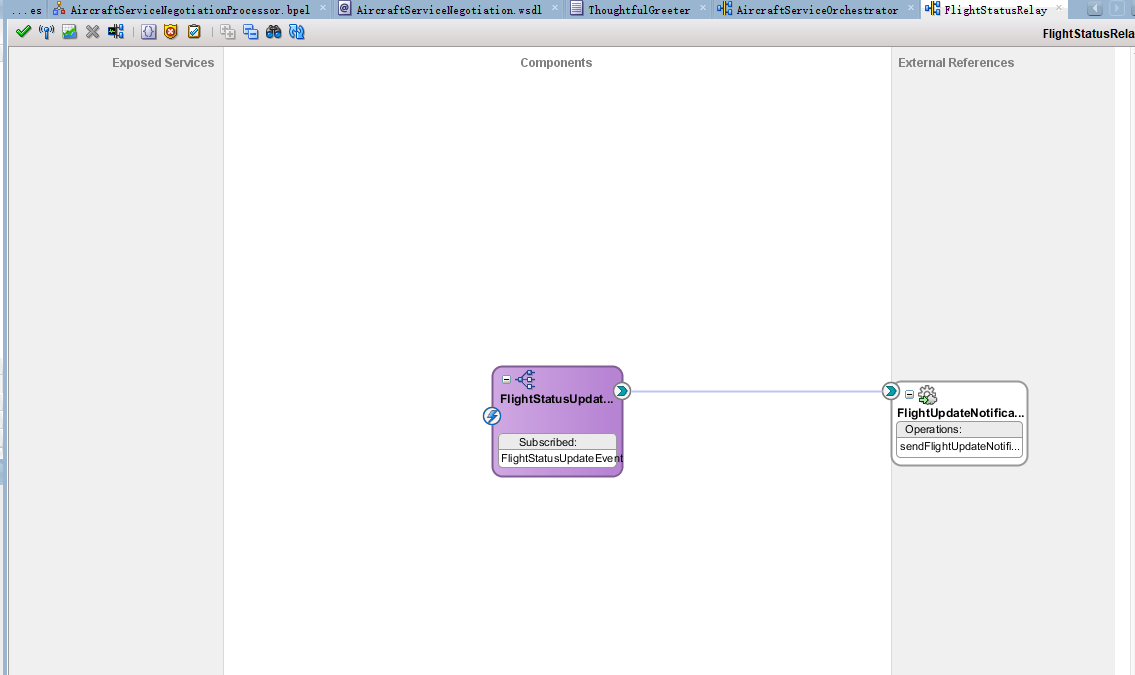 ...es AircraftServiceNegotiationProcessor.bpel AircraftServiceNegotiation.wsdl ThoughtfulGreeter AircraftServiceOrchestrator FlightStatusRelay
FlightStatusRela
Exposed Services Components External References
FlightStatusUpdat...
Subscribed:
FlightStatusUpdateEvent
FlightUpdateNotifica...
Operations:
sendFlightUpdateNotifi...